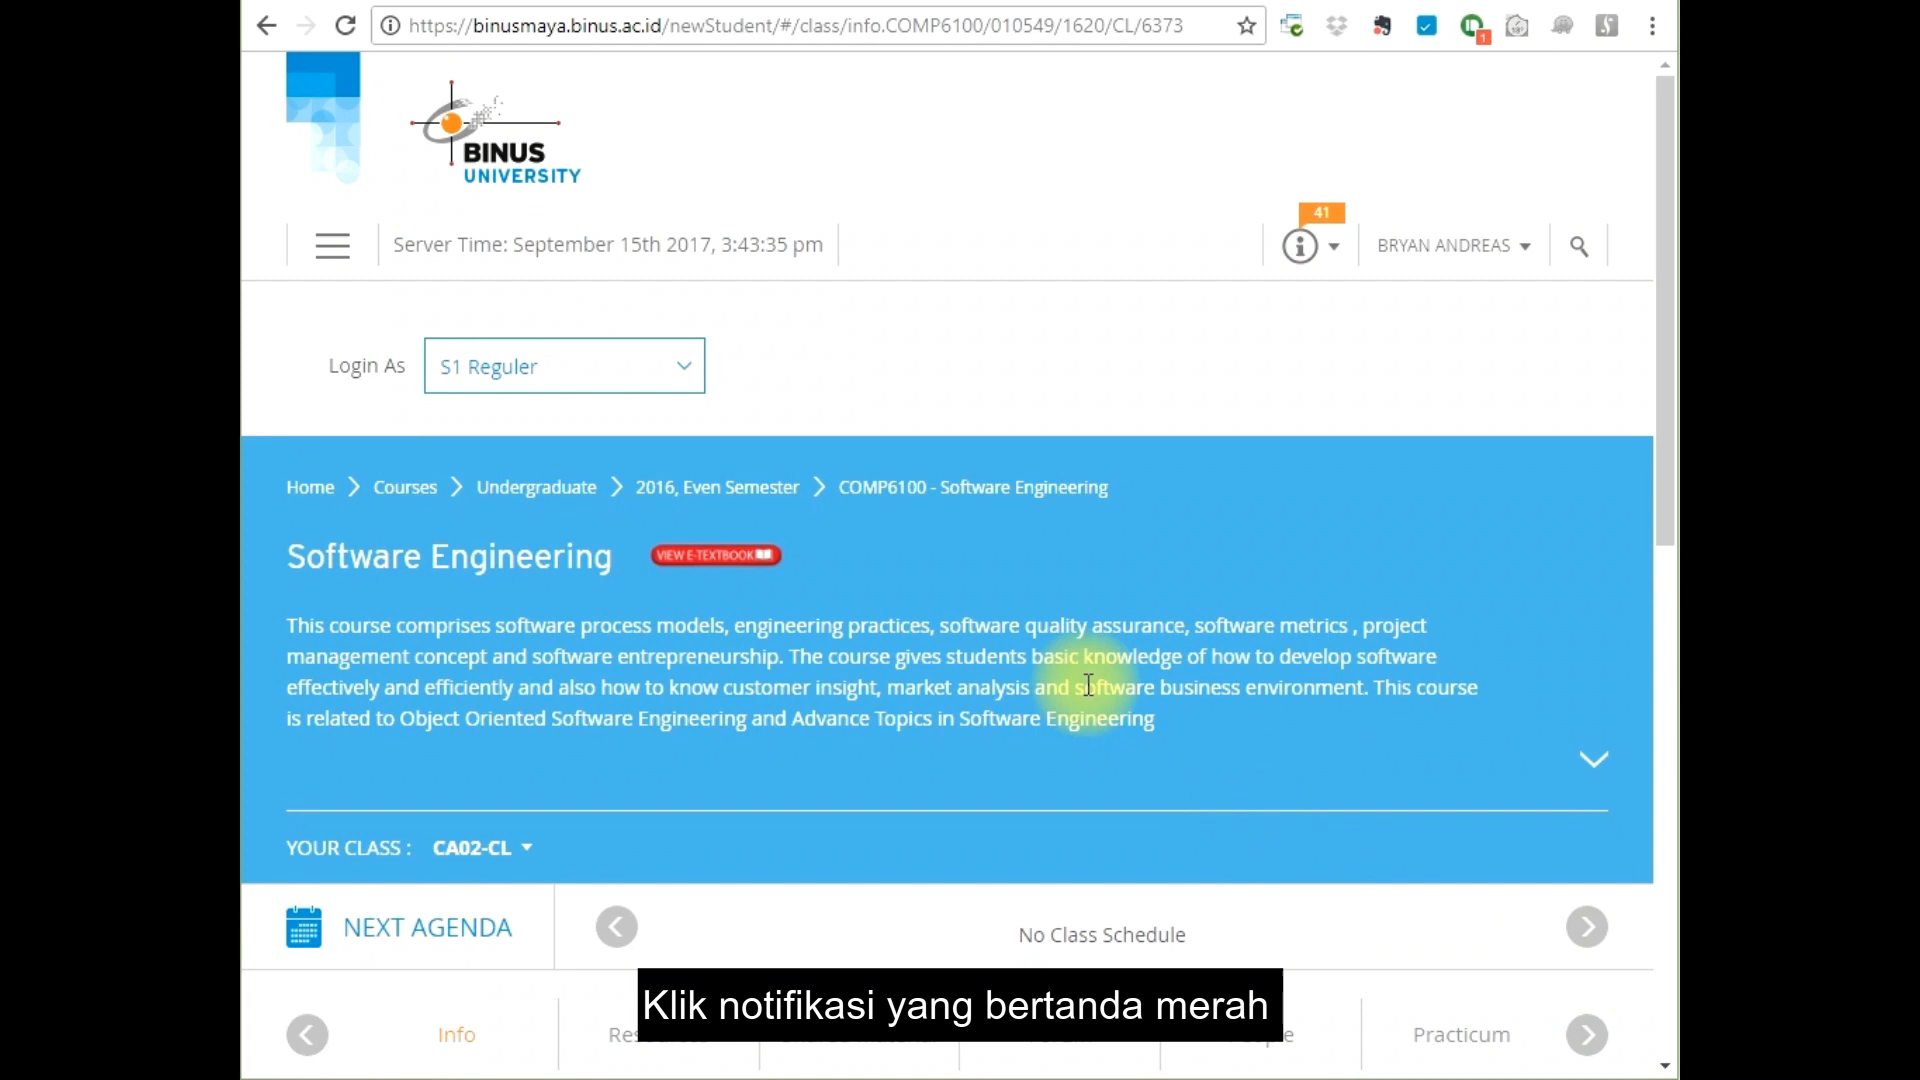 https://binusmaya.binus.ac.id/newStudent/#/class/info.COMP6100/010549/1620/CL/6373
1
BINUS
UNIVERSITY
41
Server Time: September 15th 2017, 3:43:35 pm
BRYAN ANDREAS
Login As
S1 Reguler
Home
Courses
Undergraduate
2016, Even Semester
COMP6100 - Software Engineering
Software Engineering
VIEW E-TEXTBOOK
This course comprises software process models, engineering practices, software quality assurance, software metrics , project
management concept and software entrepreneurship. The course gives students basic knowledge of how to develop software
effectively and efficiently and also how to know customer insight, market analysis and software business environment. This course
is related to Object Oriented Software Engineering and Advance Topics in Software Engineering
YOUR CLASS :
CA02-CL
NEXT AGENDA
No Class Schedule
Klik notifikasi yang bertanda merah
Info
Practicum